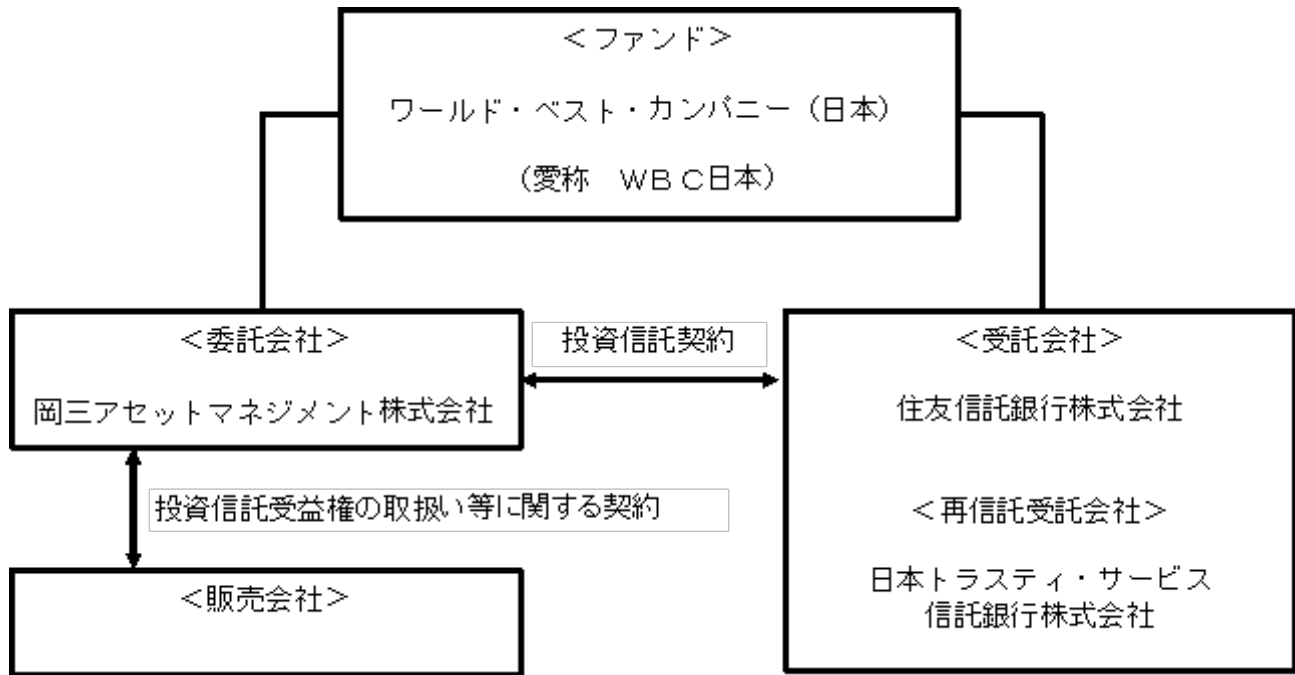 ＜ファンド＞
ワールド・ベスト・カンパニー（日本）
（愛称　ＷＢＣ日本）
＜委託会社＞
岡三アセットマネジメント株式会社
投資信託契約
＜受託会社＞
住友信託銀行株式会社
＜再信託受託会社＞
日本トラスティ・サービス
信託銀行株式会社
投資信託受益権の取扱い等に関する契約
＜販売会社＞